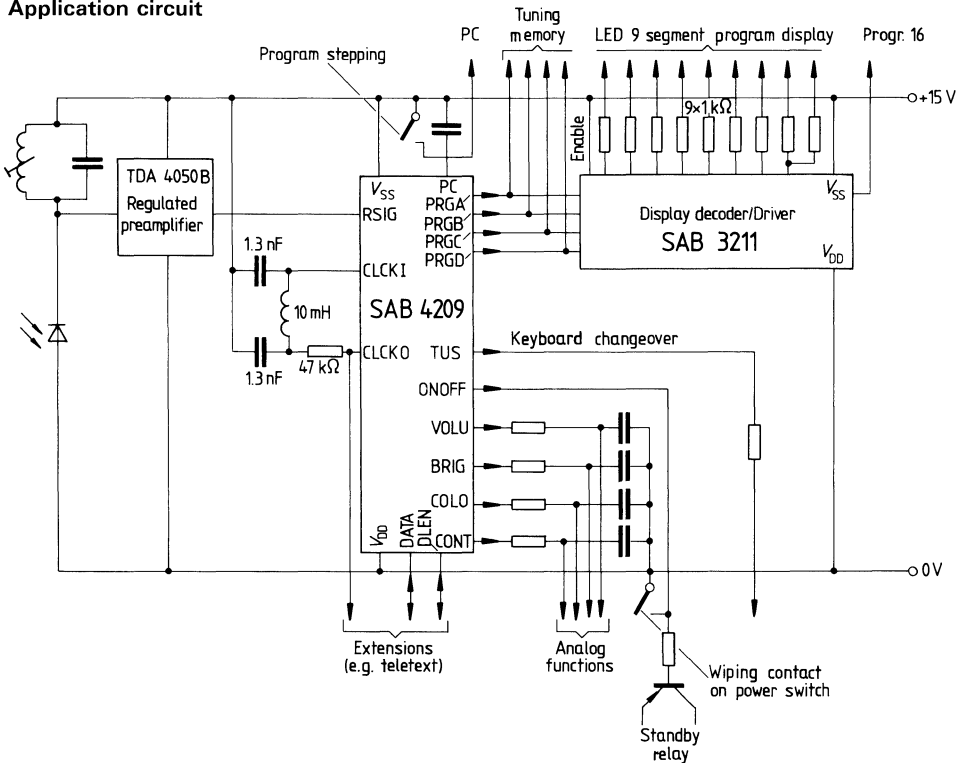 Application circuit
Tuning
memory
PC
LED 9 segment program display
Progr. 16
Program stepping
+15 V
9×1 kΩ
Enable
TDA 4050B
Regulated
preamplifier
VSS
PC
RSIG
PRGA
PRGB
PRGC
PRGD
Display decoder/Driver
SAB 3211
VSS
VDD
1.3 nF
CLCKI
10 mH
SAB 4209
CLCKO
TUS
Keyboard changeover
47 kΩ
1.3 nF
ONOFF
VOLU
BRIG
COLO
CONT
VDD
DATA
DLEN
0 V
Extensions
(e.g. teletext)
Analog
functions
Wiping contact
on power switch
Standby
relay